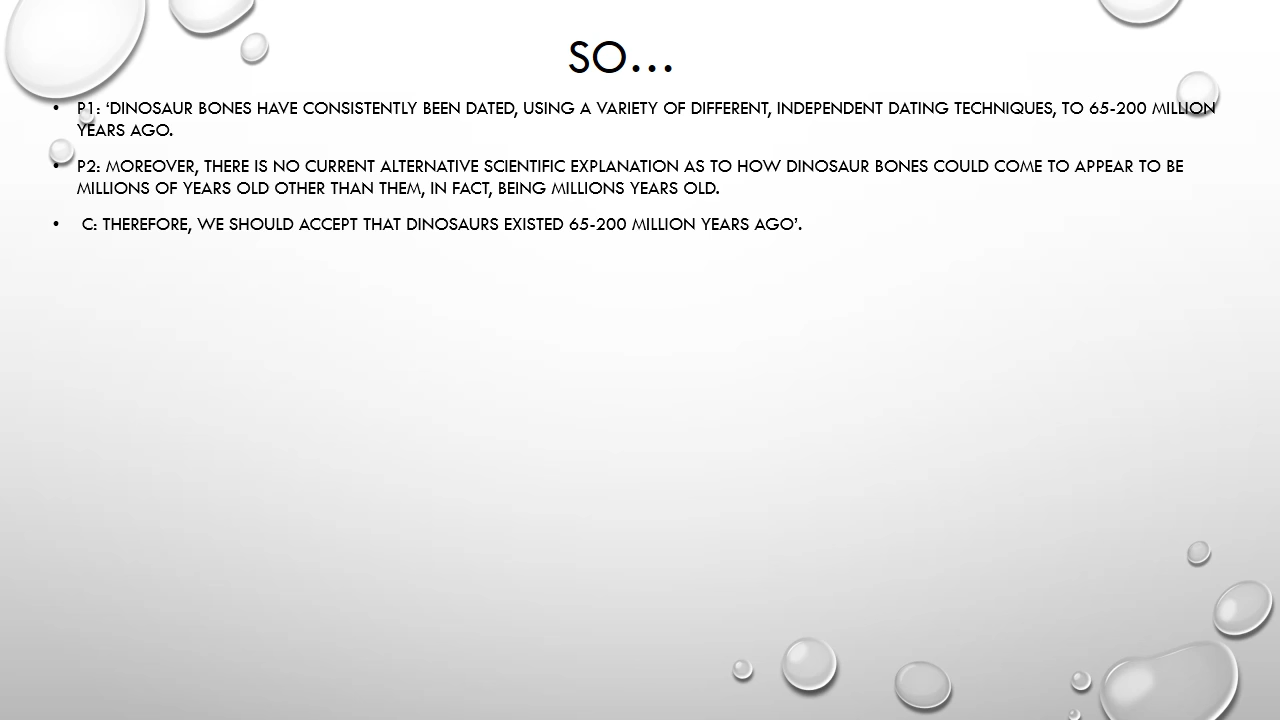 SO...
• P1: ‘DINOSAUR BONES HAVE CONSISTENTLY BEEN DATED, USING A VARIETY OF DIFFERENT, INDEPENDENT DATING TECHNIQUES, TO 65-200 MILLION
YEARS AGO.
• P2: MOREOVER, THERE IS NO CURRENT ALTERNATIVE SCIENTIFIC EXPLANATION AS TO HOW DINOSAUR BONES COULD COME TO APPEAR TO BE
MILLIONS OF YEARS OLD OTHER THAN THEM, IN FACT, BEING MILLIONS YEARS OLD.
• C: THEREFORE, WE SHOULD ACCEPT THAT DINOSAURS EXISTED 65-200 MILLION YEARS AGO’.